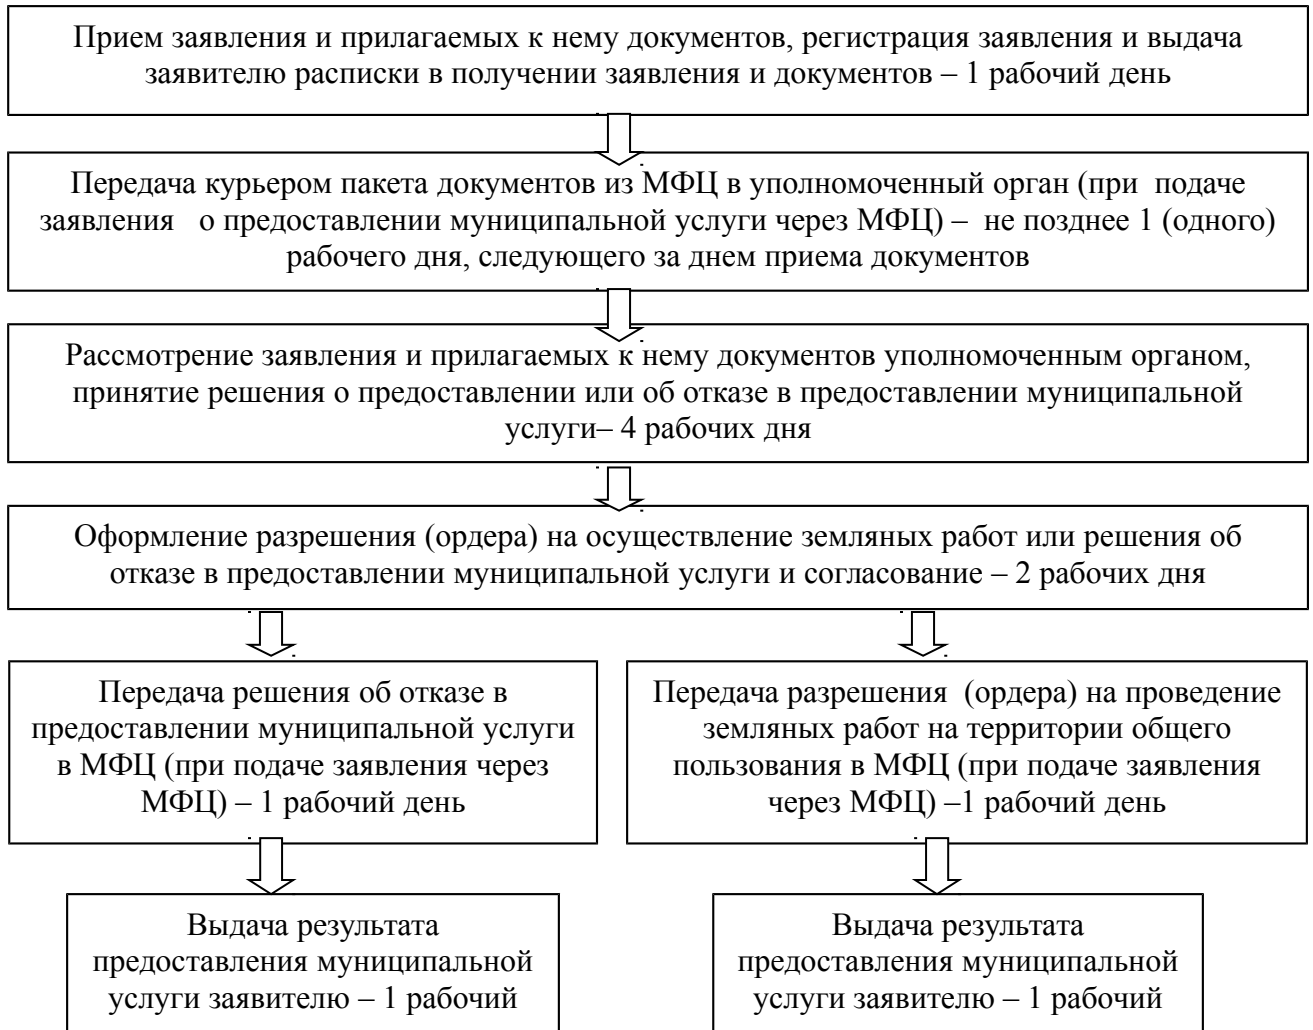 Прием заявления и прилагаемых к нему документов, регистрация заявления и выдача
заявителю расписки в получении заявления и документов – 1 рабочий день
Передача курьером пакета документов из МФЦ в уполномоченный орган (при  подаче
заявления   о предоставлении муниципальной услуги через МФЦ) –  не позднее 1 (одного)
рабочего дня, следующего за днем приема документов
Рассмотрение заявления и прилагаемых к нему документов уполномоченным органом,
принятие решения о предоставлении или об отказе в предоставлении муниципальной
услуги– 4 рабочих дня
Оформление разрешения (ордера) на осуществление земляных работ или решения об
отказе в предоставлении муниципальной услуги и согласование – 2 рабочих дня
Передача решения об отказе в
предоставлении муниципальной услуги
в МФЦ (при подаче заявления через
МФЦ) – 1 рабочий день
Передача разрешения  (ордера) на проведение
земляных работ на территории общего
пользования в МФЦ (при подаче заявления
через МФЦ) –1 рабочий день
Выдача результата
предоставления муниципальной
услуги заявителю – 1 рабочий
Выдача результата
предоставления муниципальной
услуги заявителю – 1 рабочий